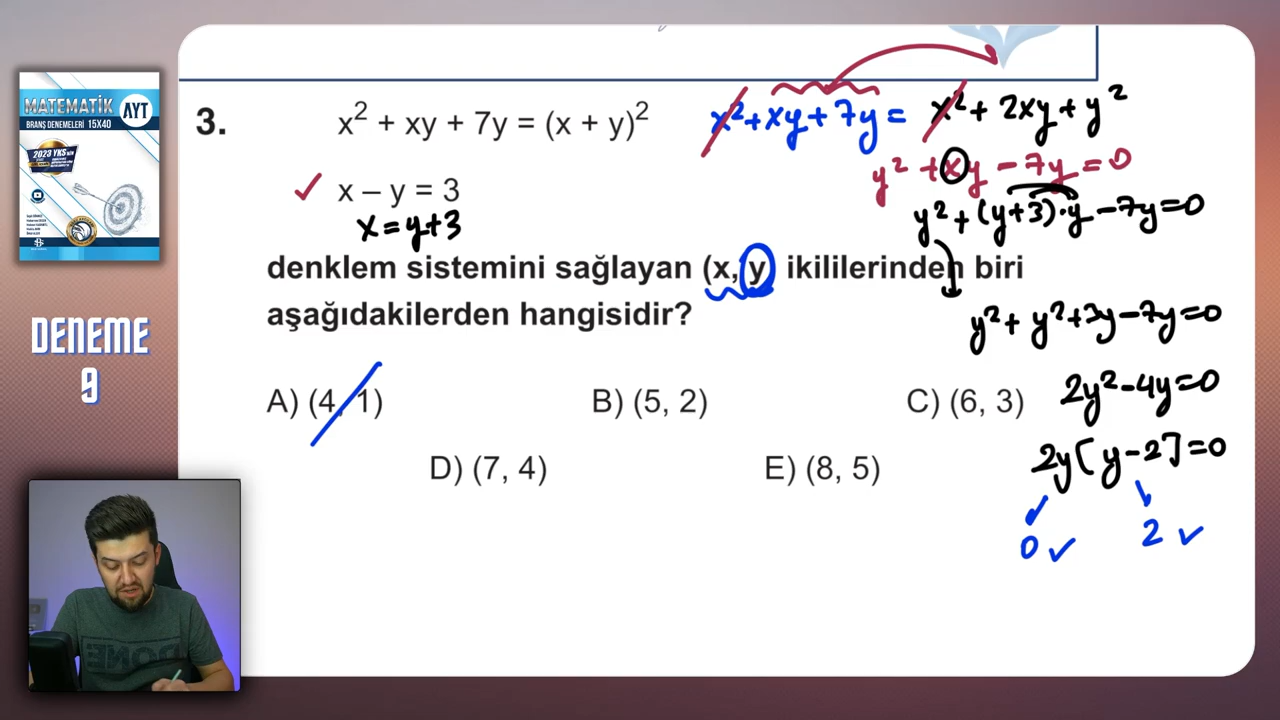 MATEMATİK
AYT
BRANŞ DENEMELERİ 15X40
2023 YKS'NİN
DENEME
9
3.
x² + xy + 7y = (x + y)²
x – y = 3
x = y+3
denklem sistemini sağlayan (x, y) ikililerinden biri
aşağıdakilerden hangisidir?
A) (4, 1)
B) (5, 2)
C) (6, 3)
D) (7, 4)
E) (8, 5)
x²+xy+7y = x²+2xy+y²
y²+xy-7y=0
y²+(y+3)·y-7y=0
y²+y²+3y-7y=0
2y²-4y=0
2y[y-2]=0
0 ✓ 2 ✓